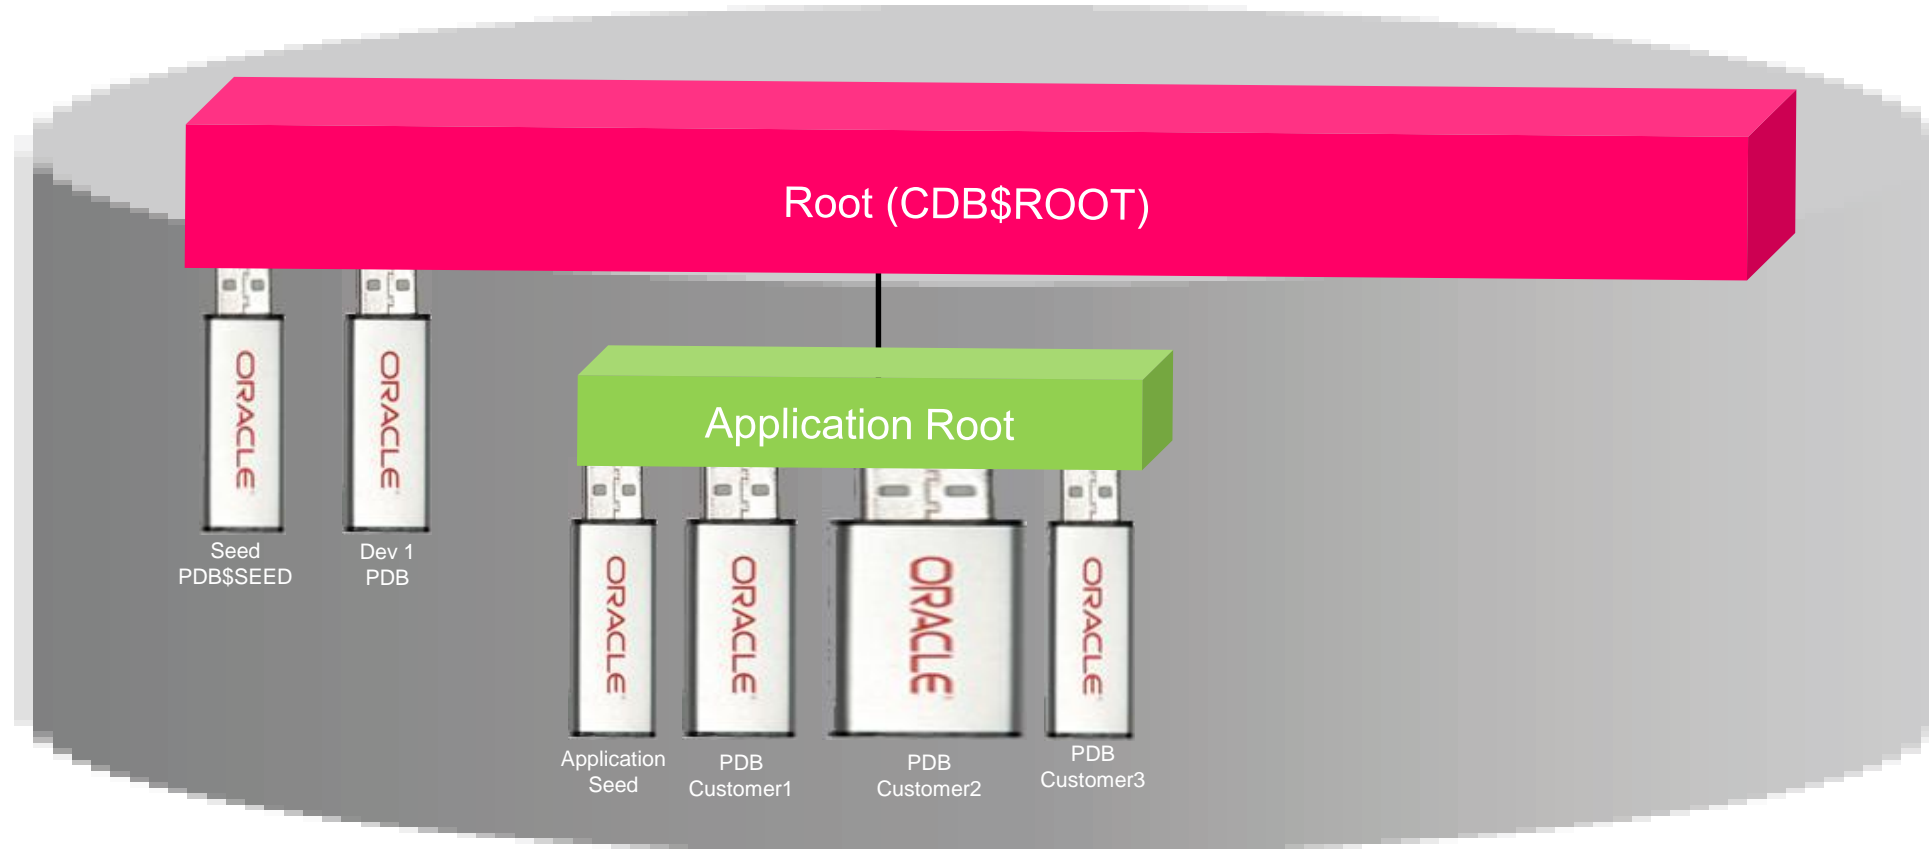 Root (CDB$ROOT)
ORACLE
ORACLE
Application Root
Seed
PDB$SEED
Dev 1
PDB
ORACLE
ORACLE
ORACLE
ORACLE
Application
Seed
PDB
Customer1
PDB
Customer2
PDB
Customer3